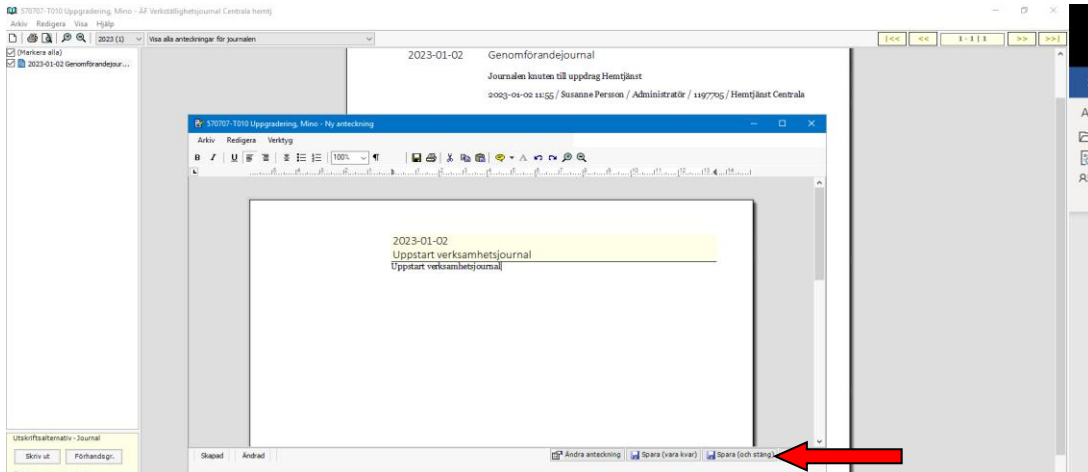 570707-T010 Uppgradering, Mino - ÄF Verkställighetsjournal Centrala hemtj
Arkiv Redigera Visa Hjälp
2023 (1) Visa alla anteckningar för journalen |<< << 1 - 1 | 1 >> >>|
(Markera alla)
2023-01-02 Genomförandejour...
2023-01-02 Genomförandejournal
Journalen knuten till uppdrag Hemtjänst
2023-01-02 11:55 / Susanne Persson / Administratör / 1197705 / Hemtjänst Centrala
570707-T010 Uppgradering, Mino - Ny anteckning
Arkiv Redigera Verktyg
B I U 100% ¶
2023-01-02
Uppstart verksamhetsjournal
Uppstart verksamhetsjournal
Utskriftsalternativ - Journal
Skriv ut Förhandsgr.
Skapad Ändrad Ändra anteckning Spara (vara kvar) Spara (och stäng)